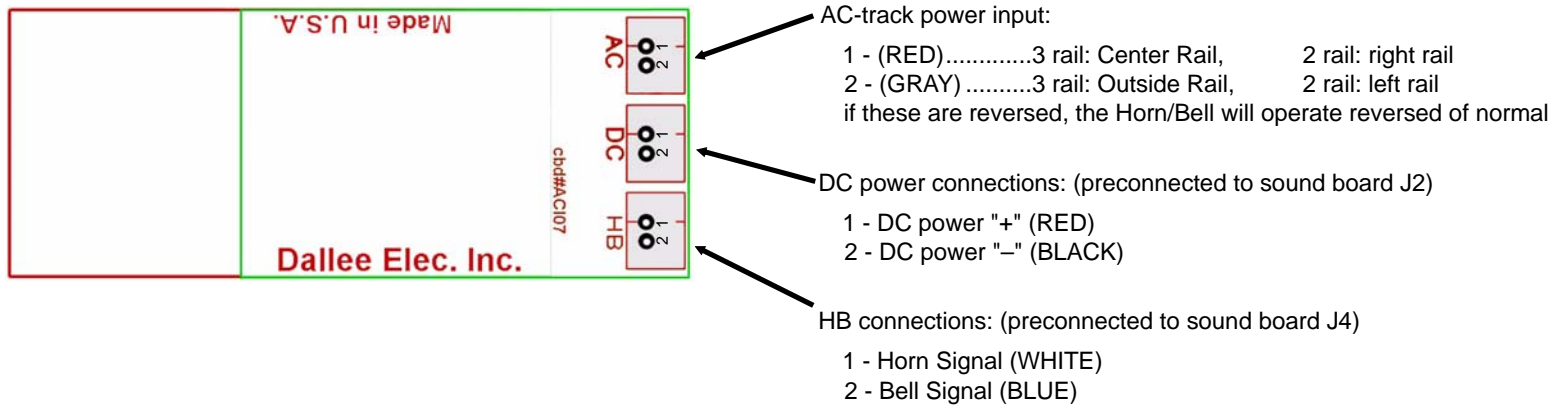 Made in U.S.A.
AC
1
2
DC
1
2
HB
1
2
cbd#ACI07
Dallee Elec. Inc.
AC-track power input:
1 - (RED).............3 rail: Center Rail, 2 rail: right rail
2 - (GRAY) ..........3 rail: Outside Rail, 2 rail: left rail
if these are reversed, the Horn/Bell will operate reversed of normal
DC power connections: (preconnected to sound board J2)
1 - DC power "+" (RED)
2 - DC power "–" (BLACK)
HB connections: (preconnected to sound board J4)
1 - Horn Signal (WHITE)
2 - Bell Signal (BLUE)